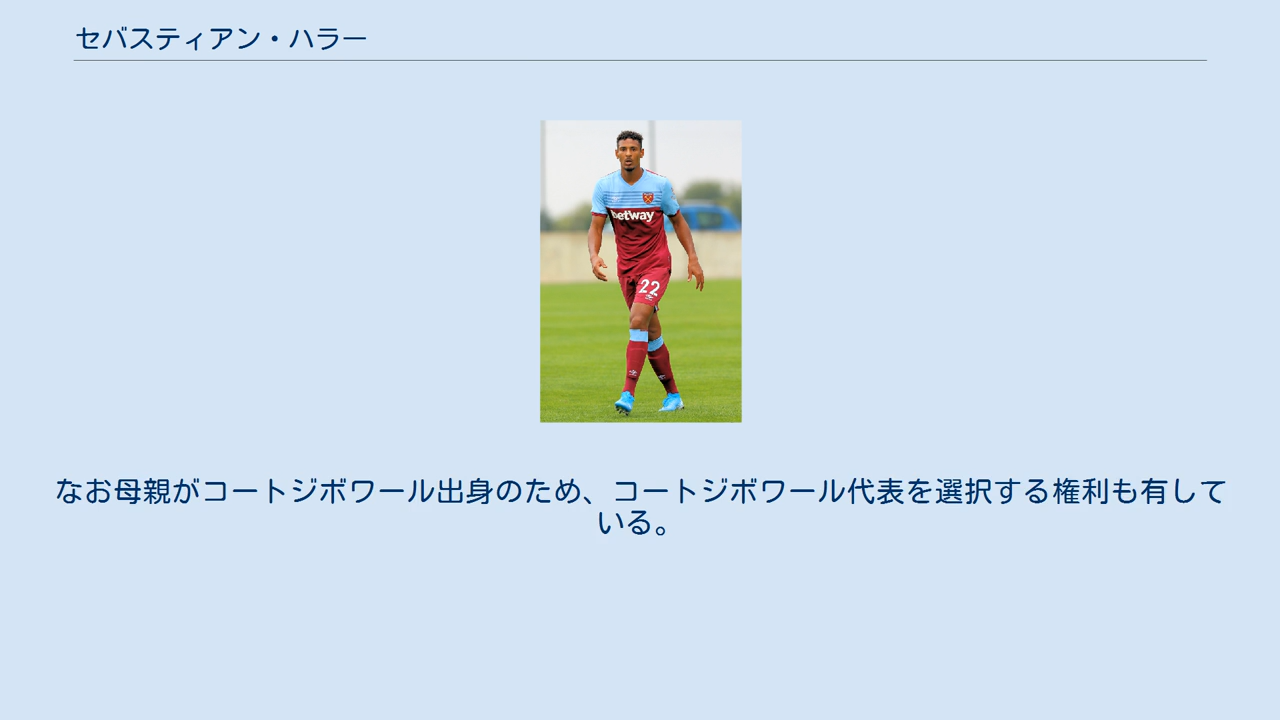 セバスティアン・ハラー
betway
22
なお母親がコートジボワール出身のため、コートジボワール代表を選択する権利も有して
いる。